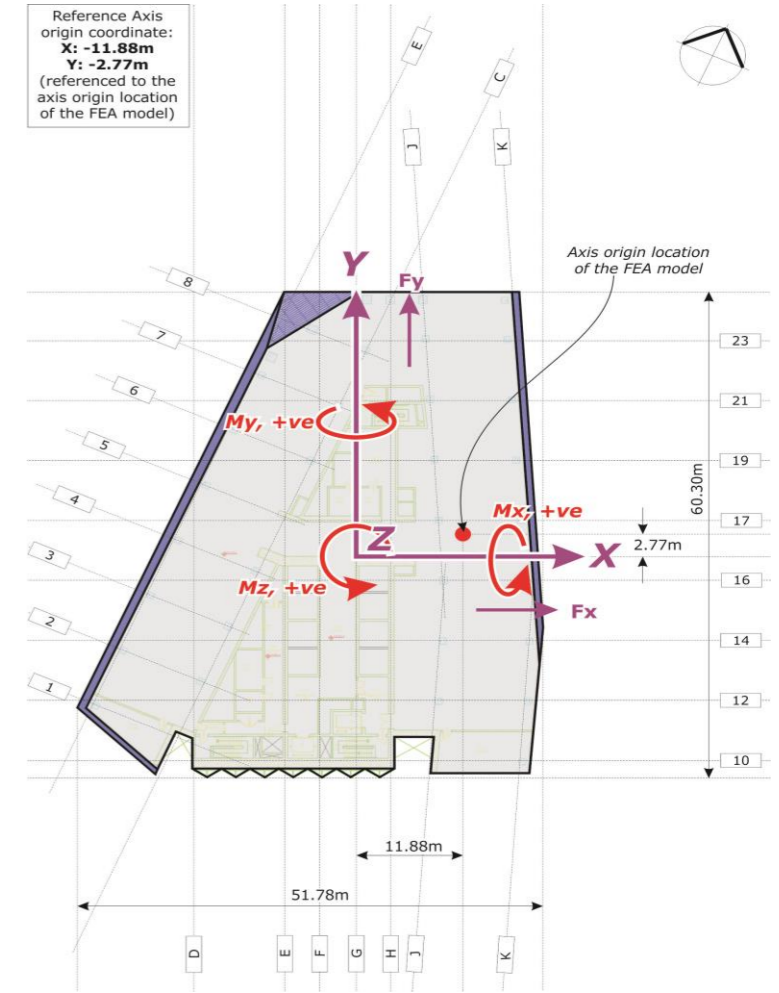 Reference Axis
origin coordinate:
X: -11.88m
Y: -2.77m
(referenced to the
axis origin location
of the FEA model)
E
C
J
K
Axis origin location
of the FEA model
Y
Fy
8
7
6
5
4
3
2
1
23
21
19
17
16
14
12
10
60.30m
2.77m
My, +ve
Mx, +ve
Z
X
Mz, +ve
Fx
11.88m
51.78m
D
E
F
G
H
J
K